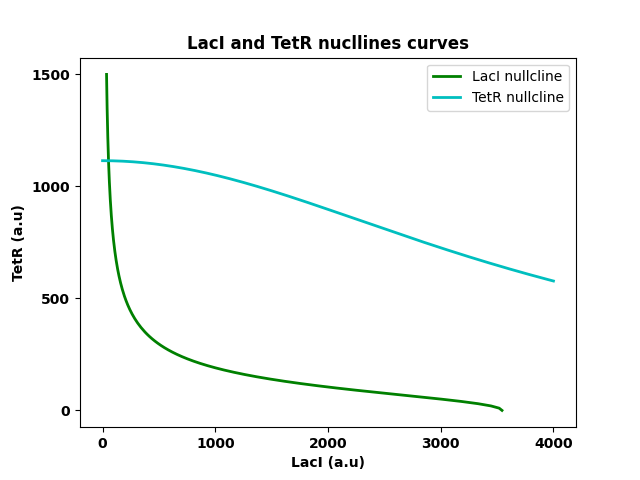 LacI and TetR nucllines curves
LacI nullcline
TetR nullcline
1500
1000
500
0
TetR (a.u)
0 1000 2000 3000 4000
LacI (a.u)